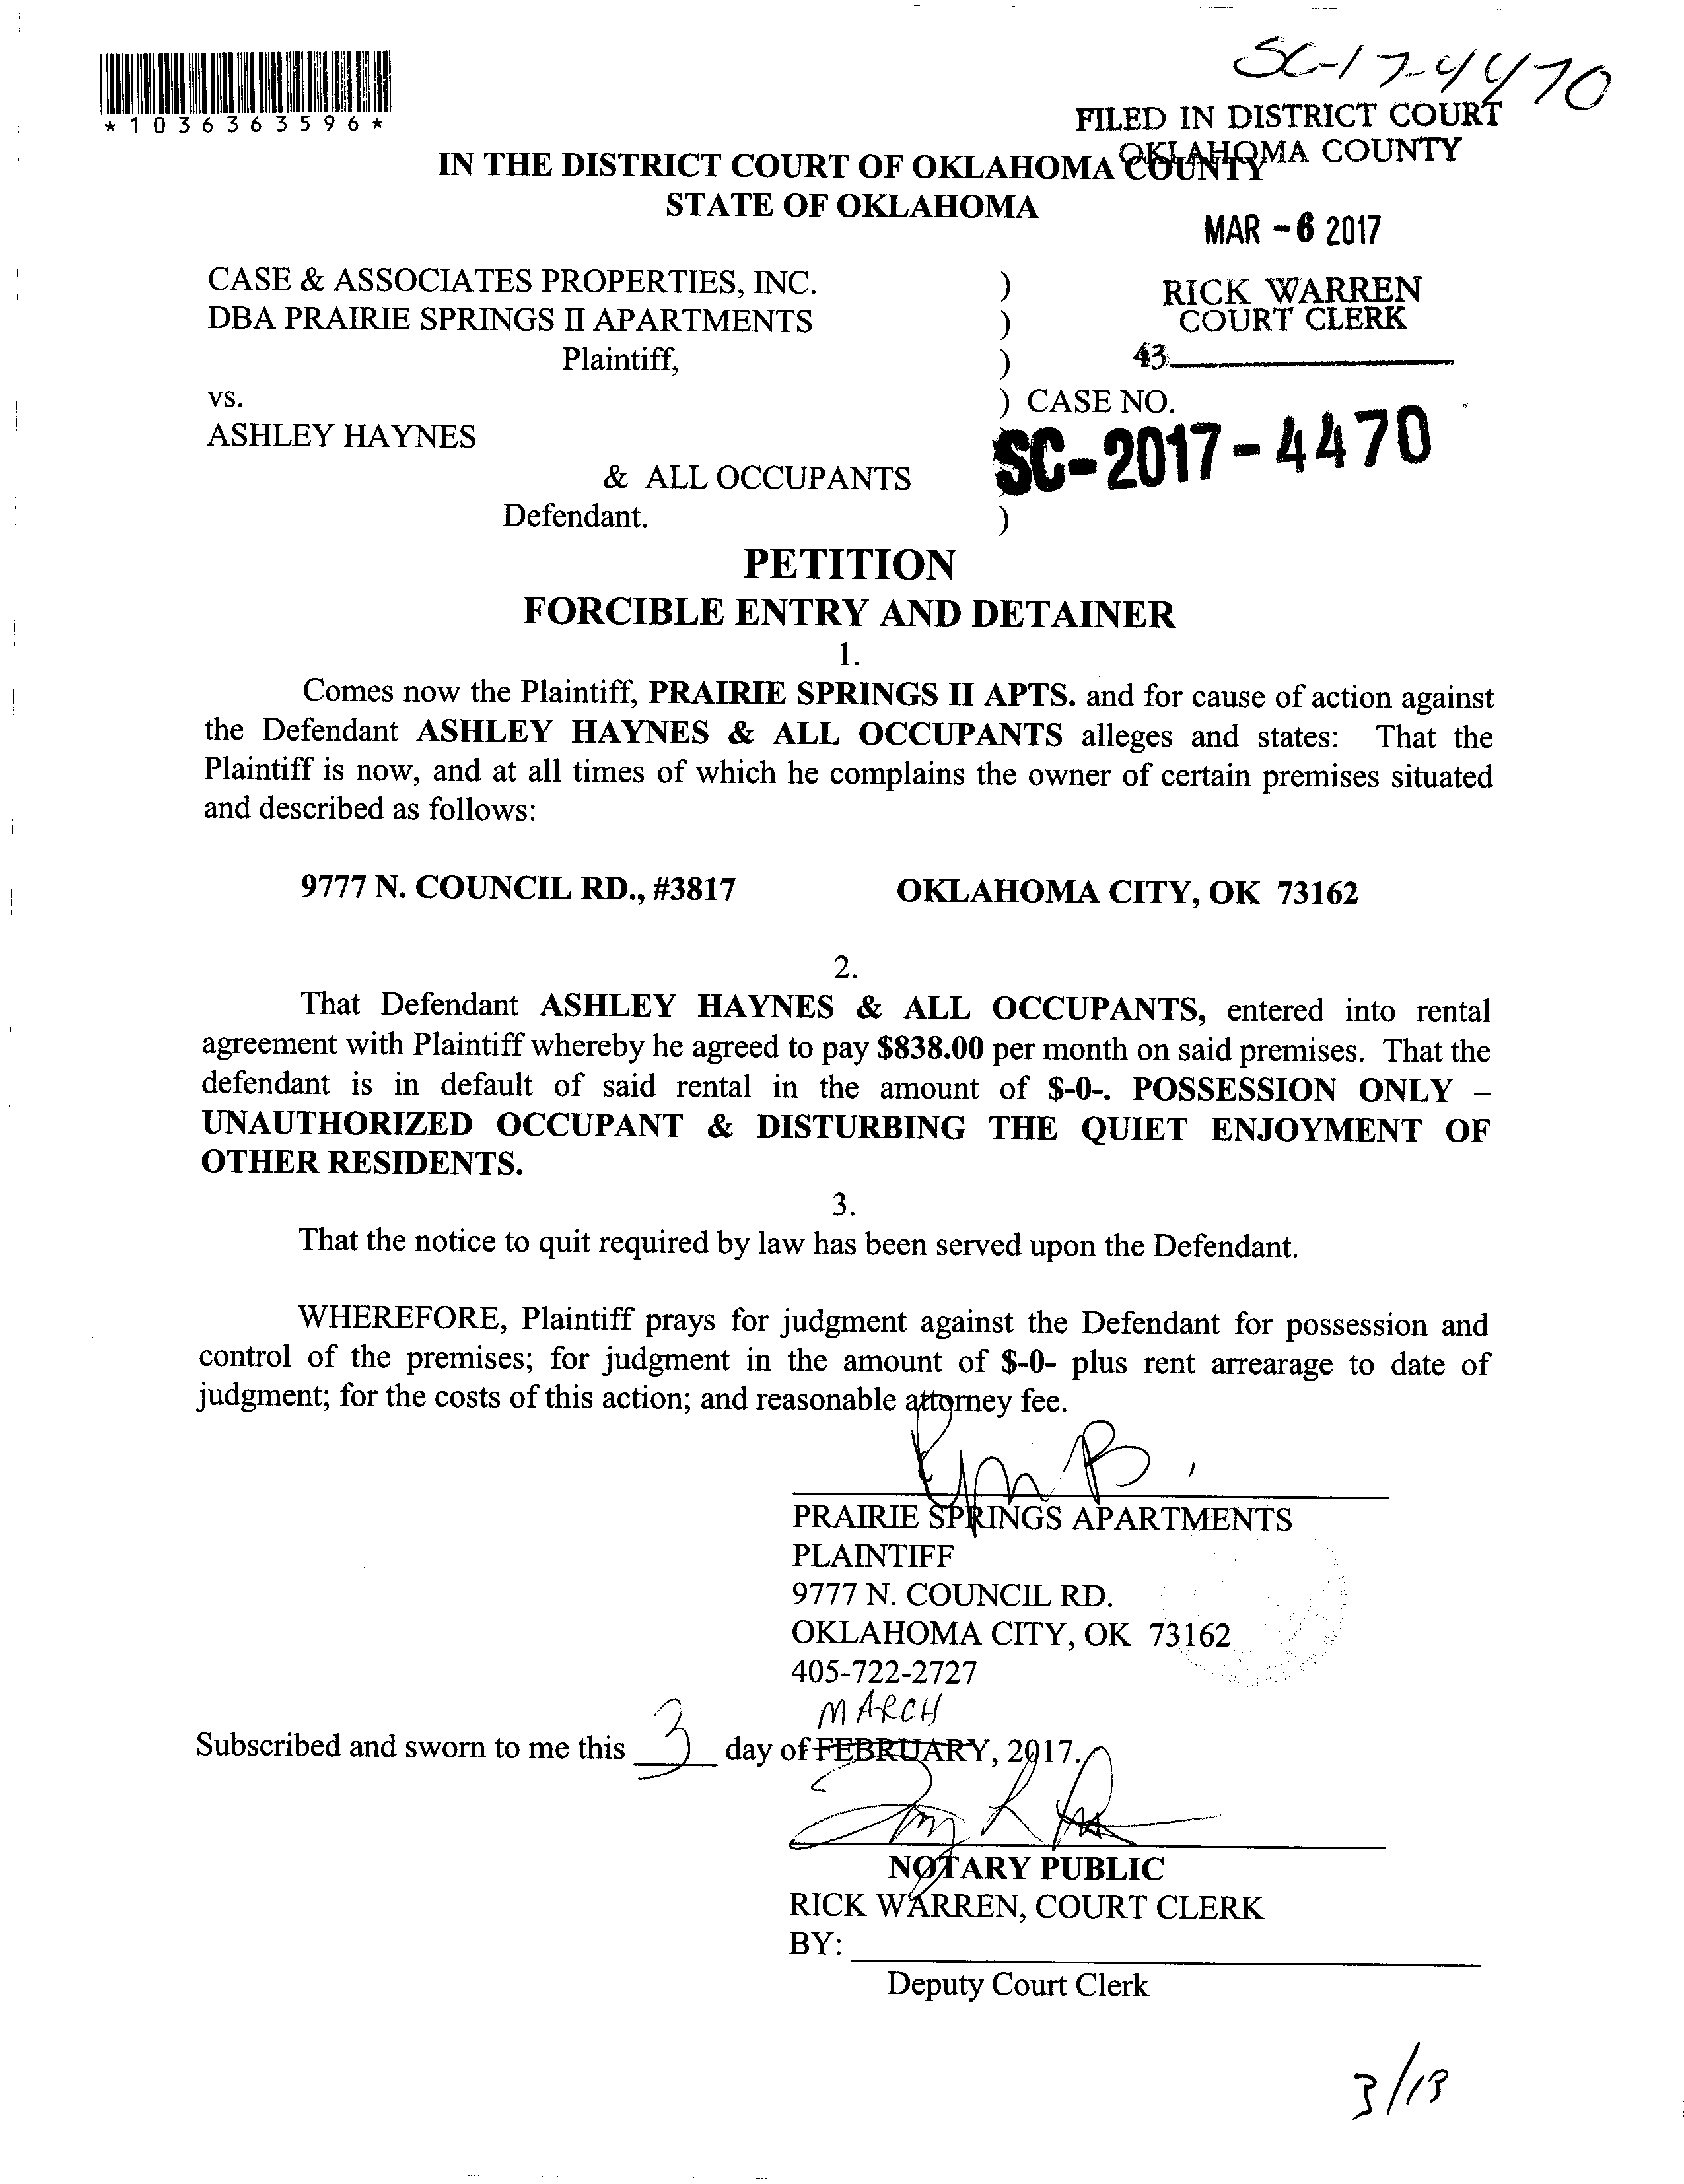 SC-17-4470
*1036363596*
FILED IN DISTRICT COURT
OKLAHOMA COUNTY
IN THE DISTRICT COURT OF OKLAHOMA COUNTY
STATE OF OKLAHOMA
MAR -6 2017
CASE & ASSOCIATES PROPERTIES, INC. )
RICK WARREN
COURT CLERK
DBA PRAIRIE SPRINGS II APARTMENTS )
Plaintiff, )
43
vs. ) CASE NO.
ASHLEY HAYNES
SC-2017-4470
& ALL OCCUPANTS )
Defendant. )
PETITION
FORCIBLE ENTRY AND DETAINER
1.
Comes now the Plaintiff, PRAIRIE SPRINGS II APTS. and for cause of action against
the Defendant ASHLEY HAYNES & ALL OCCUPANTS alleges and states: That the
Plaintiff is now, and at all times of which he complains the owner of certain premises situated
and described as follows:
9777 N. COUNCIL RD., #3817 OKLAHOMA CITY, OK 73162
2.
That Defendant ASHLEY HAYNES & ALL OCCUPANTS, entered into rental
agreement with Plaintiff whereby he agreed to pay $838.00 per month on said premises. That the
defendant is in default of said rental in the amount of $-0-. POSSESSION ONLY –
UNAUTHORIZED OCCUPANT & DISTURBING THE QUIET ENJOYMENT OF
OTHER RESIDENTS.
3.
That the notice to quit required by law has been served upon the Defendant.
WHEREFORE, Plaintiff prays for judgment against the Defendant for possession and
control of the premises; for judgment in the amount of $-0- plus rent arrearage to date of
judgment; for the costs of this action; and reasonable attorney fee.
PRAIRIE SPRINGS APARTMENTS
PLAINTIFF
9777 N. COUNCIL RD.
OKLAHOMA CITY, OK 73162
405-722-2727
MARCH
Subscribed and sworn to me this 3 day of FEBRUARY, 2017.
NOTARY PUBLIC
RICK WARREN, COURT CLERK
BY:
Deputy Court Clerk
3/13